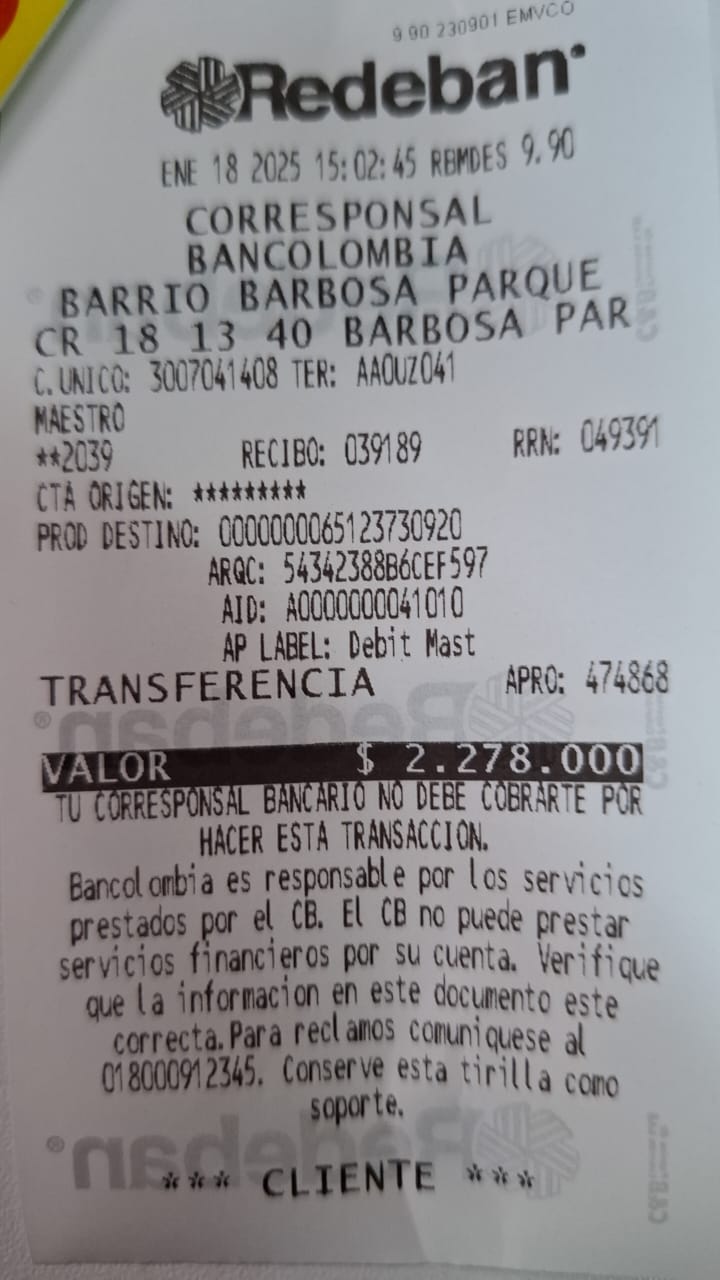 9 90 230901 EMVCO
Redeban
ENE 18 2025 15:02:45 RBMDES 9.90
CORRESPONSAL
BANCOLOMBIA
BARRIO BARBOSA PARQUE
CR 18 13 40 BARBOSA PAR
C.UNICO: 3007041408 TER: AAOUZ041
MAESTRO
**2039 RECIBO: 039189 RRN: 049391
CTA ORIGEN: *********
PROD DESTINO: 0000000065123730920
ARQC: 54342388B6CEF597
AID: A0000000041010
AP LABEL: Debit Mast
TRANSFERENCIA APRO: 474868
VALOR $ 2.278.000
TU CORRESPONSAL BANCARIO NO DEBE COBRARTE POR
HACER ESTA TRANSACCION.
Bancolombia es responsable por los servicios
prestados por el CB. El CB no puede prestar
servicios financieros por su cuenta. Verifique
que la informacion en este documento este
correcta.Para reclamos comuniquese al
018000912345. Conserve esta tirilla como
soporte.
*** CLIENTE ***